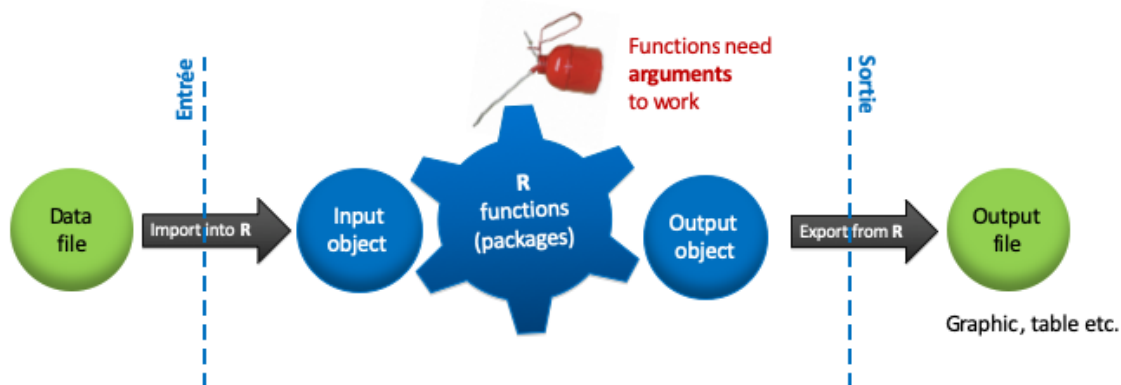 Functions need
arguments
to work
Entrée
Sortie
Data
file
Import into R
Input
object
R
functions
(packages)
Output
object
Export from R
Output
file
Graphic, table etc.